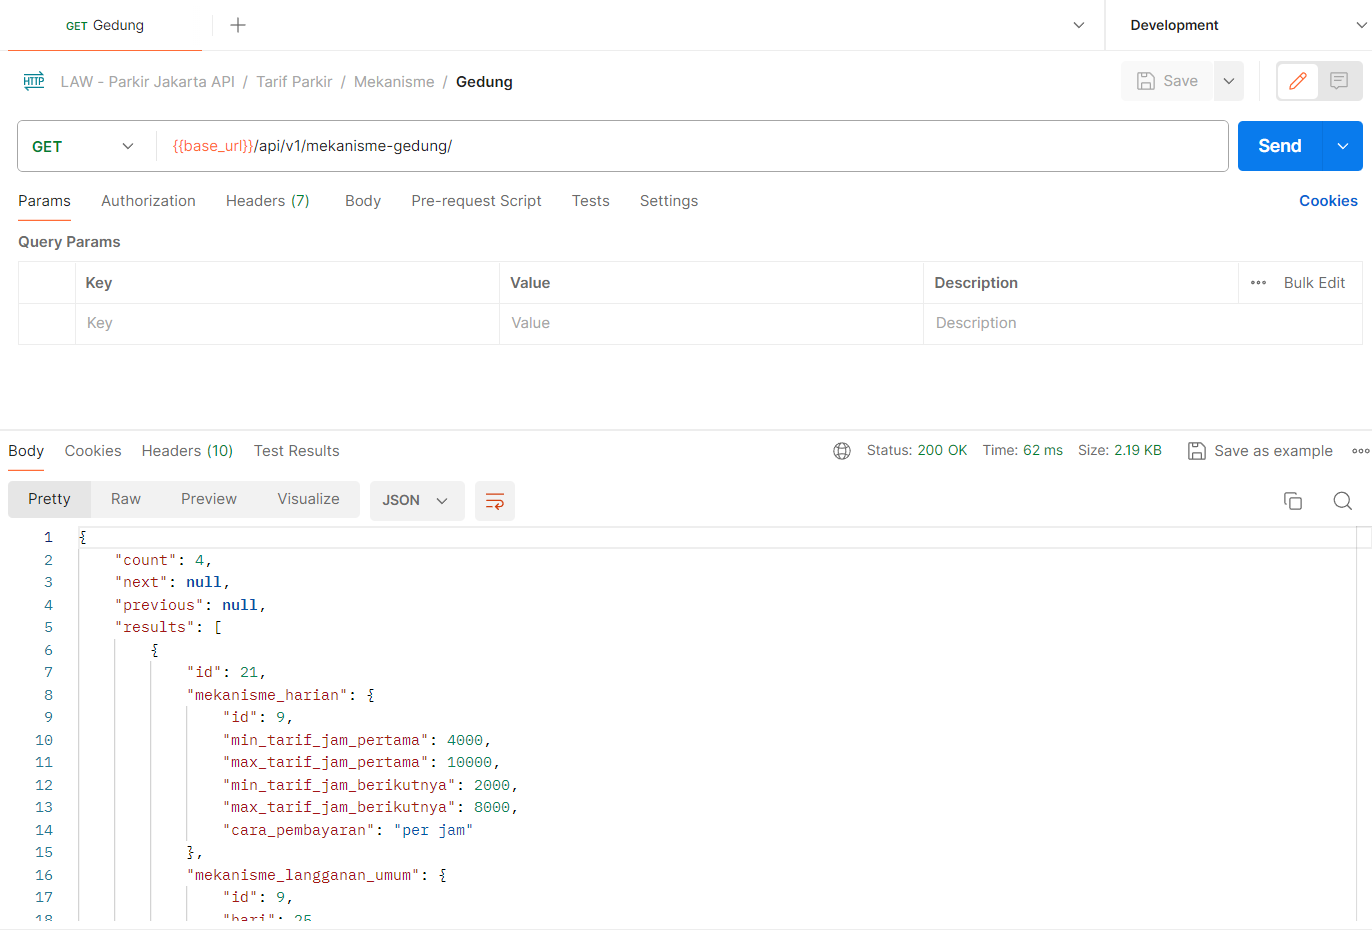 GET Gedung
Development
HTTP LAW - Parkir Jakarta API / Tarif Parkir / Mekanisme / Gedung
Save
GET {{base_url}}/api/v1/mekanisme-gedung/
Send
Params Authorization Headers (7) Body Pre-request Script Tests Settings Cookies
Query Params
Key Value Description Bulk Edit
Key Value Description
Body Cookies Headers (10) Test Results Status: 200 OK Time: 62 ms Size: 2.19 KB Save as example
Pretty Raw Preview Visualize JSON
1 {
2 "count": 4,
3 "next": null,
4 "previous": null,
5 "results": [
6 {
7 "id": 21,
8 "mekanisme_harian": {
9 "id": 9,
10 "min_tarif_jam_pertama": 4000,
11 "max_tarif_jam_pertama": 10000,
12 "min_tarif_jam_berikutnya": 2000,
13 "max_tarif_jam_berikutnya": 8000,
14 "cara_pembayaran": "per jam"
15 },
16 "mekanisme_langganan_umum": {
17 "id": 9,
18 "hari": 25